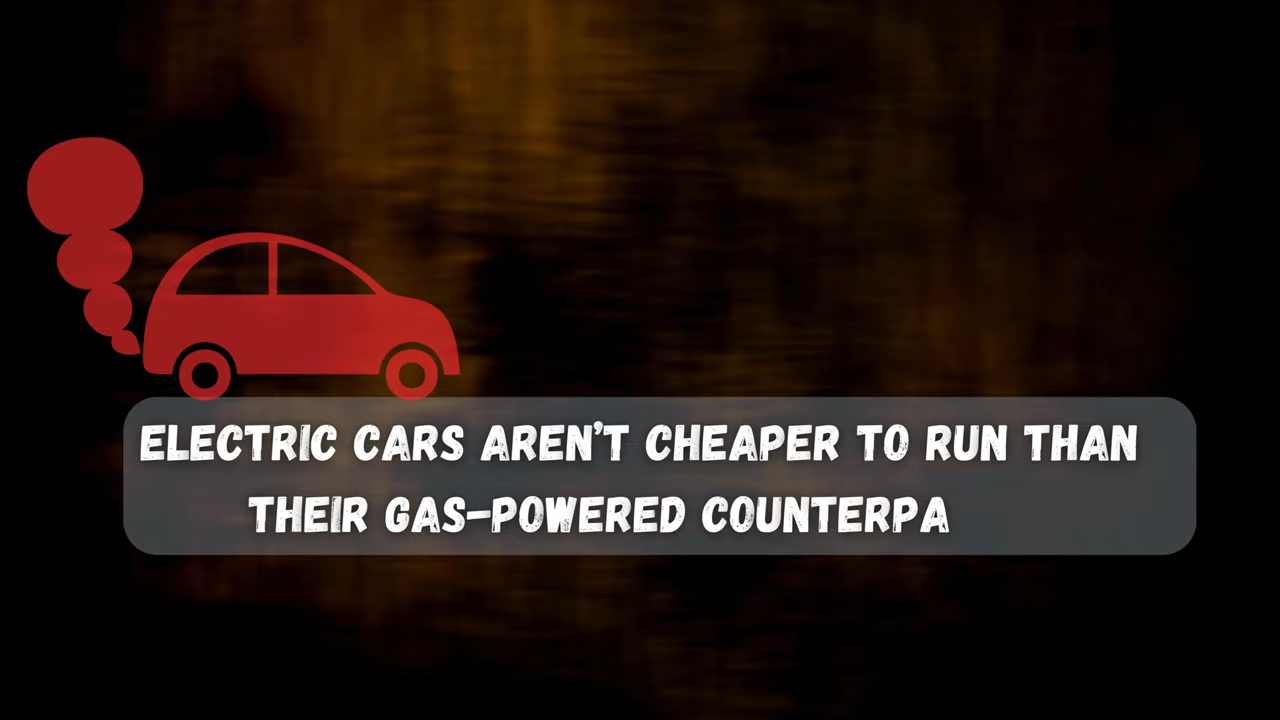 ELECTRIC CARS AREN'T CHEAPER TO RUN THAN
THEIR GAS-POWERED COUNTERPA